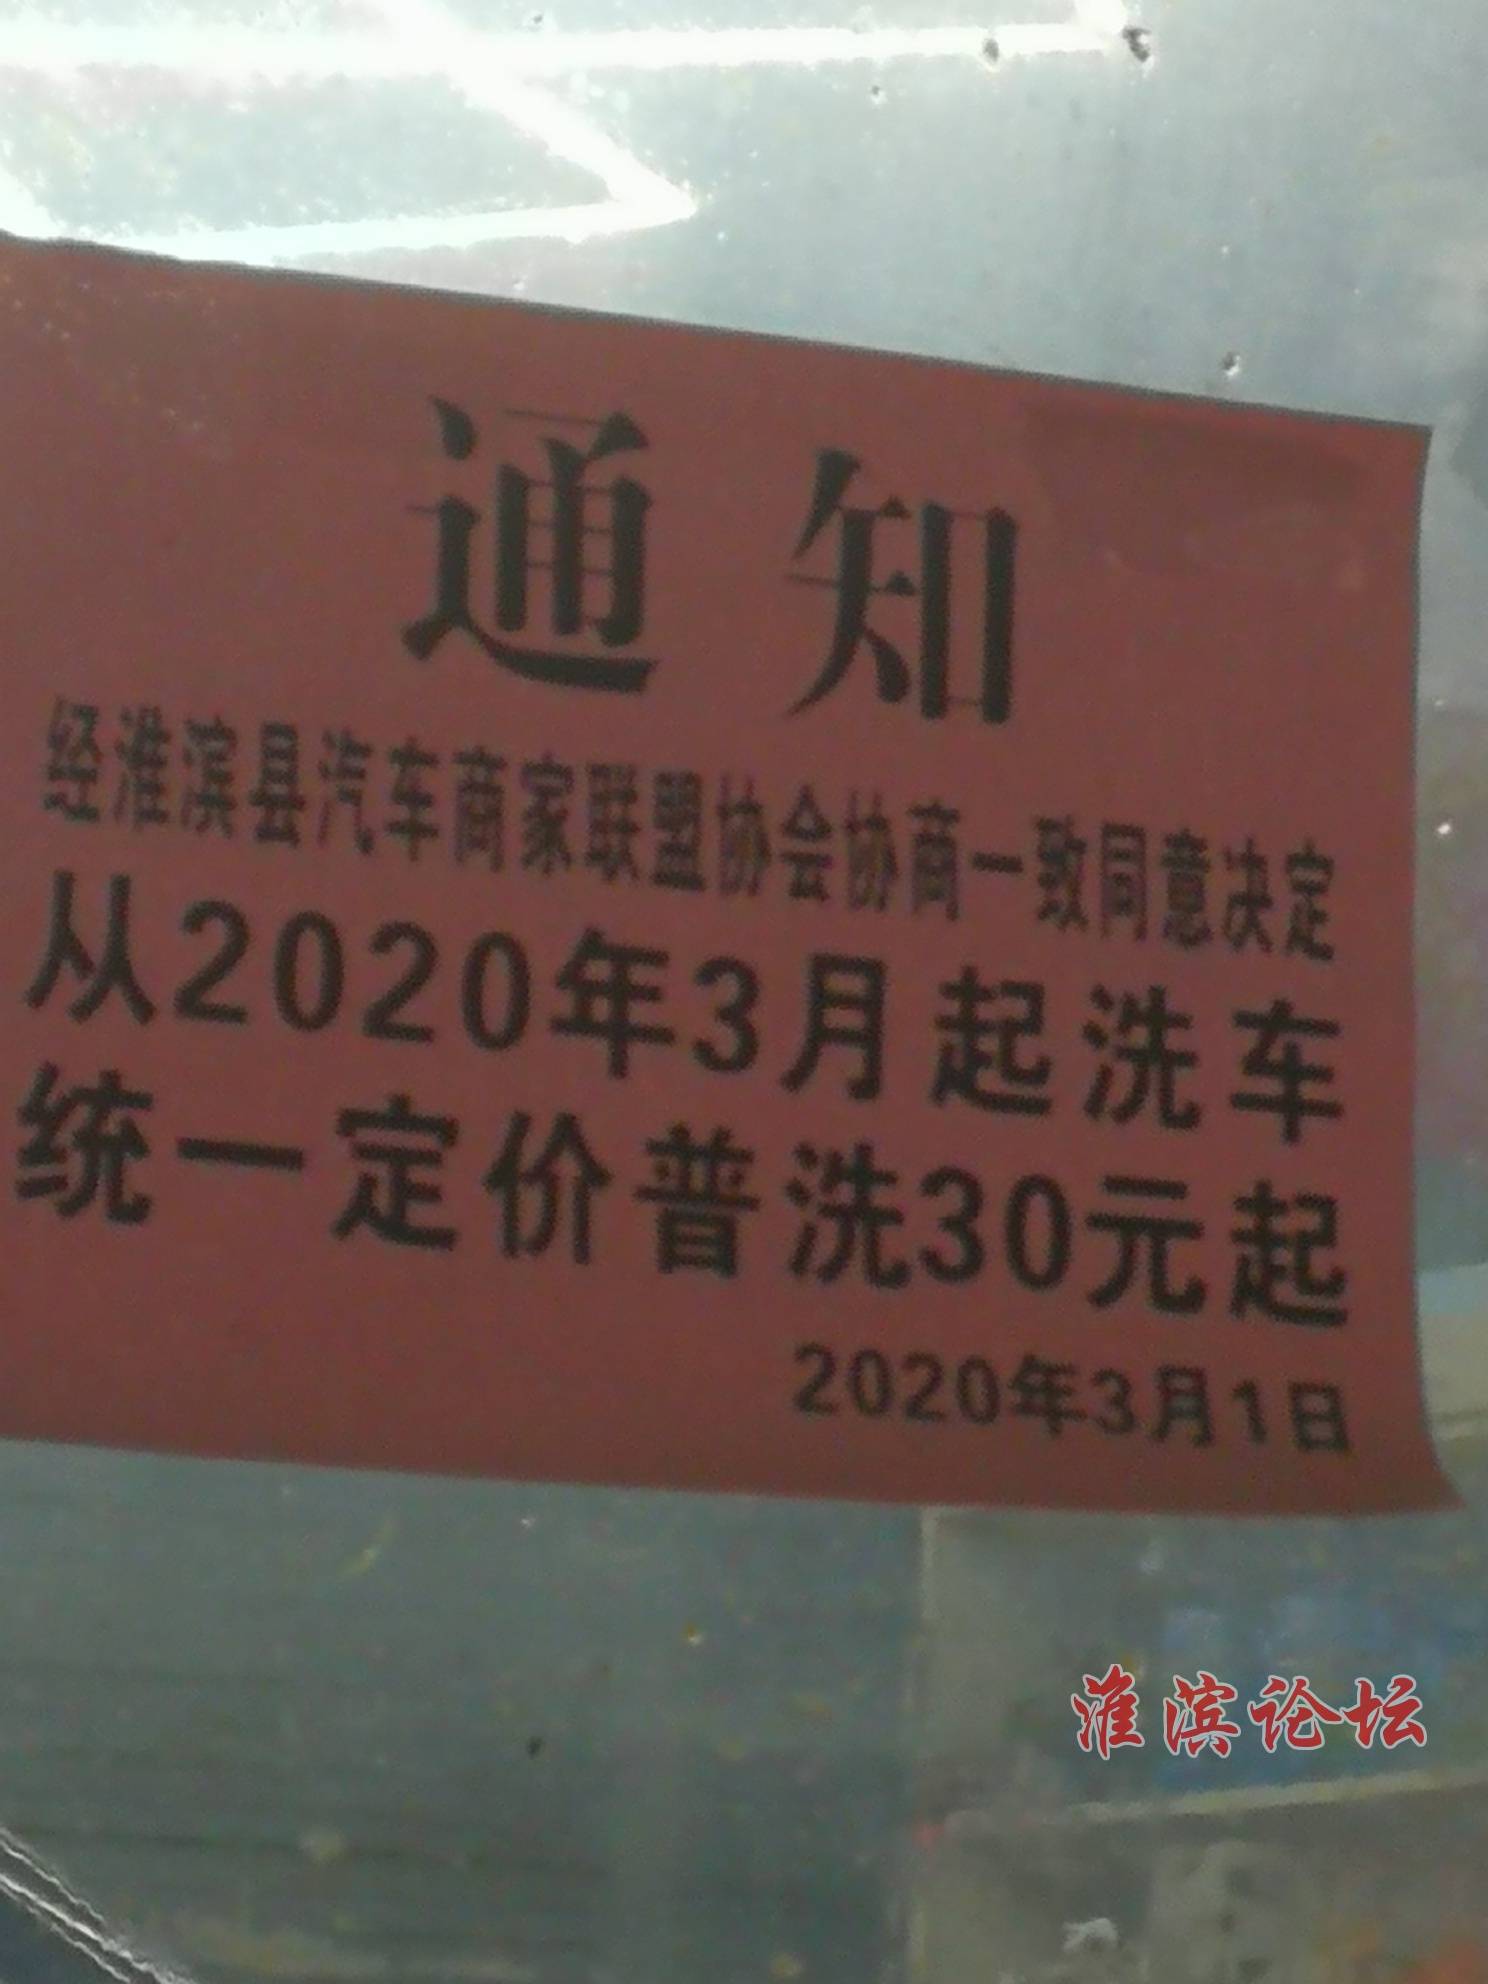 通知
经淮滨县汽车商家联盟协会协商一致同意决定
从2020年3月起洗车
统一定价普洗30元起
2020年3月1日
淮滨论坛